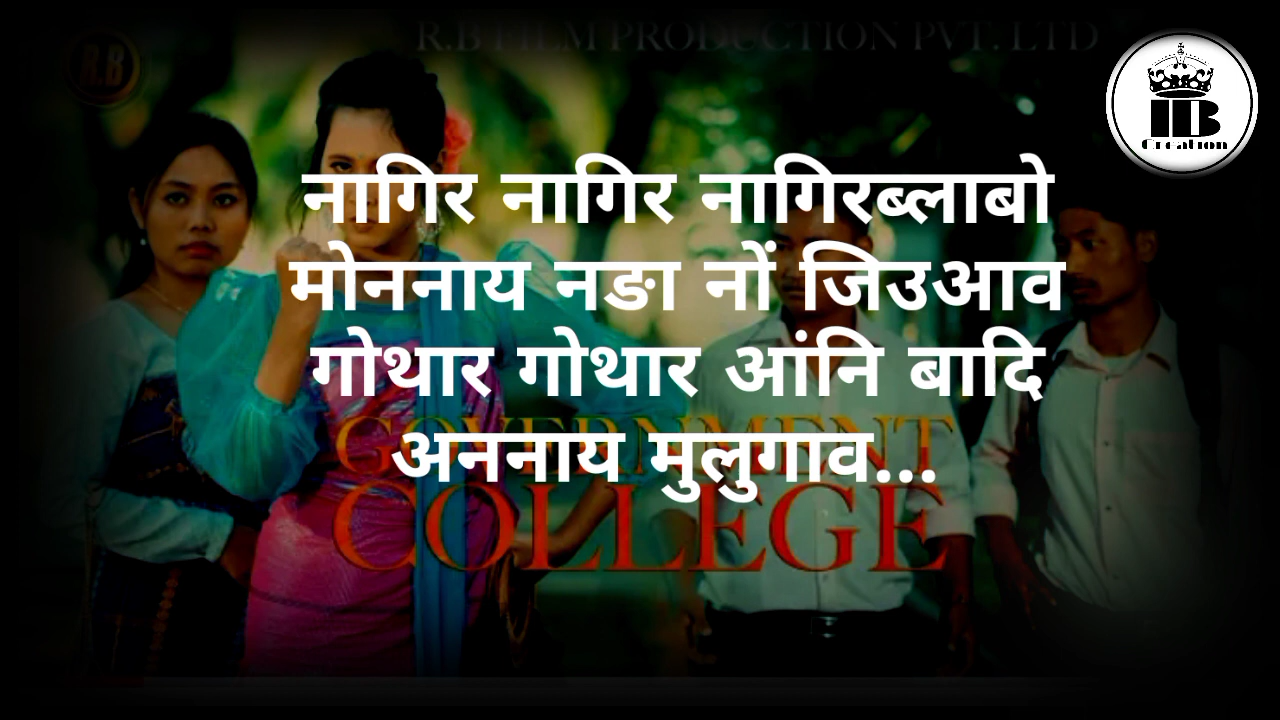 R.B FILM PRODUCTION PVT. LTD
R.B
IB
Creation
नागिर नागिर नागिरब्लाबो
मोननाय नङा नों जिउआव
गोथार गोथार आंनि बादि
अननाय मुलुगाव...
GOVERNMENT
COLLEGE